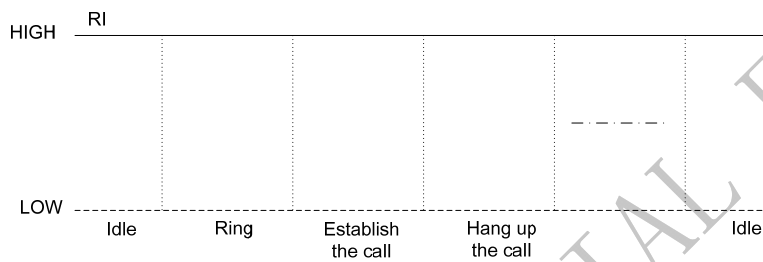 RI
HIGH
LOW
Idle
Ring
Establish
the call
Hang up
the call
Idle